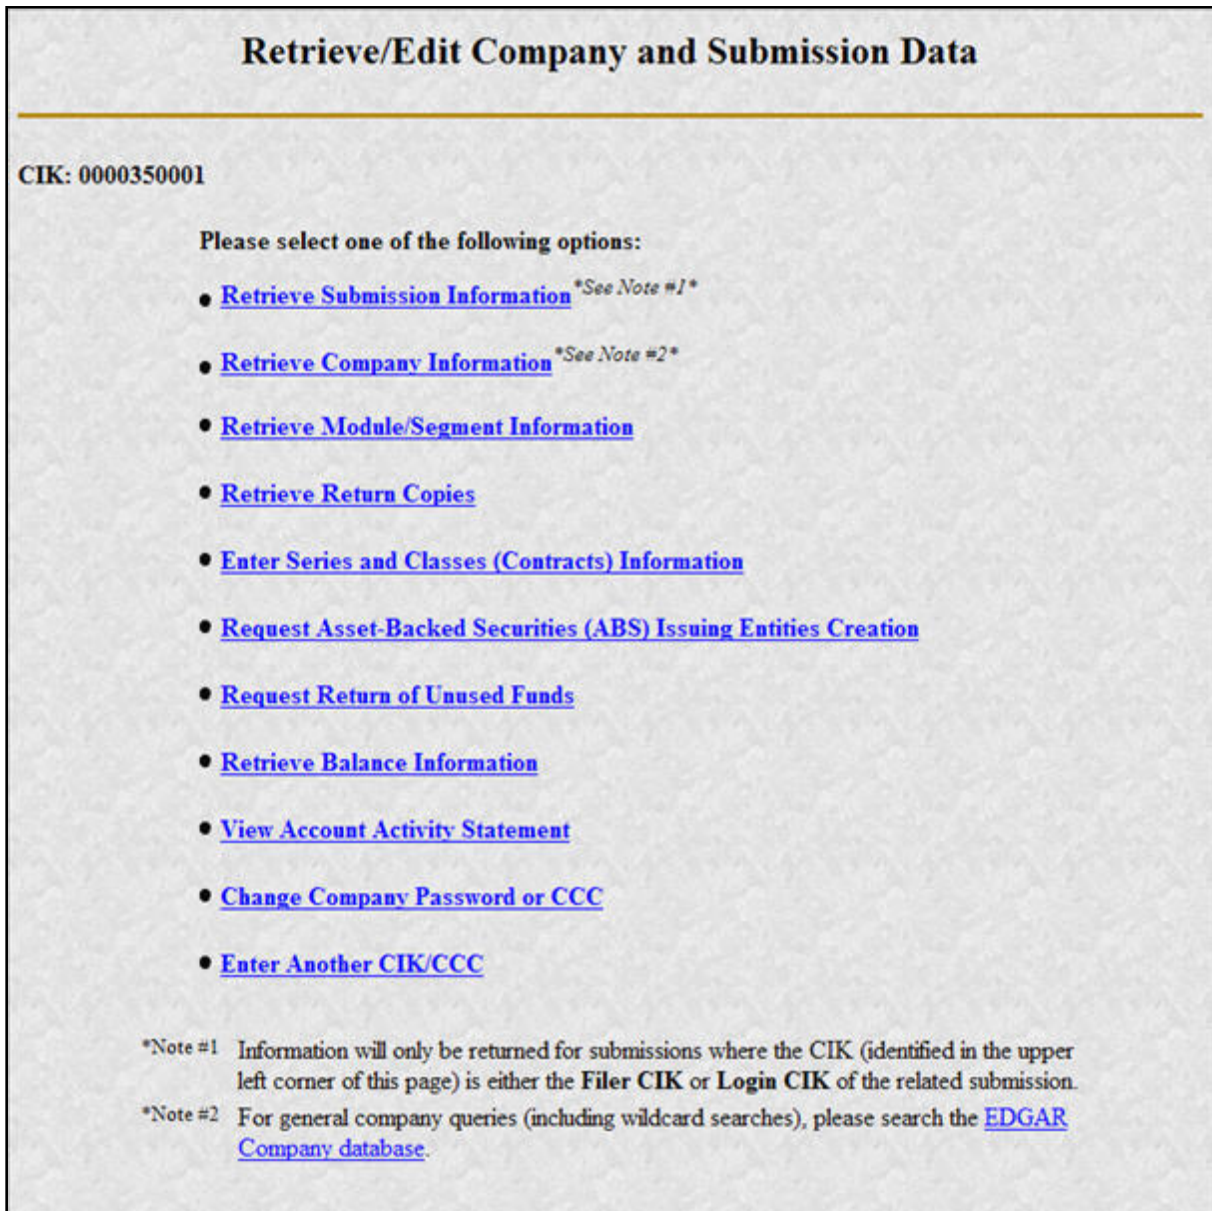 Retrieve/Edit Company and Submission Data
CIK: 0000350001
Please select one of the following options:
Retrieve Submission Information *See Note #1*
Retrieve Company Information *See Note #2*
Retrieve Module/Segment Information
Retrieve Return Copies
Enter Series and Classes (Contracts) Information
Request Asset-Backed Securities (ABS) Issuing Entities Creation
Request Return of Unused Funds
Retrieve Balance Information
View Account Activity Statement
Change Company Password or CCC
Enter Another CIK/CCC
*Note #1 Information will only be returned for submissions where the CIK (identified in the upper
left corner of this page) is either the Filer CIK or Login CIK of the related submission.
*Note #2 For general company queries (including wildcard searches), please search the EDGAR
Company database.